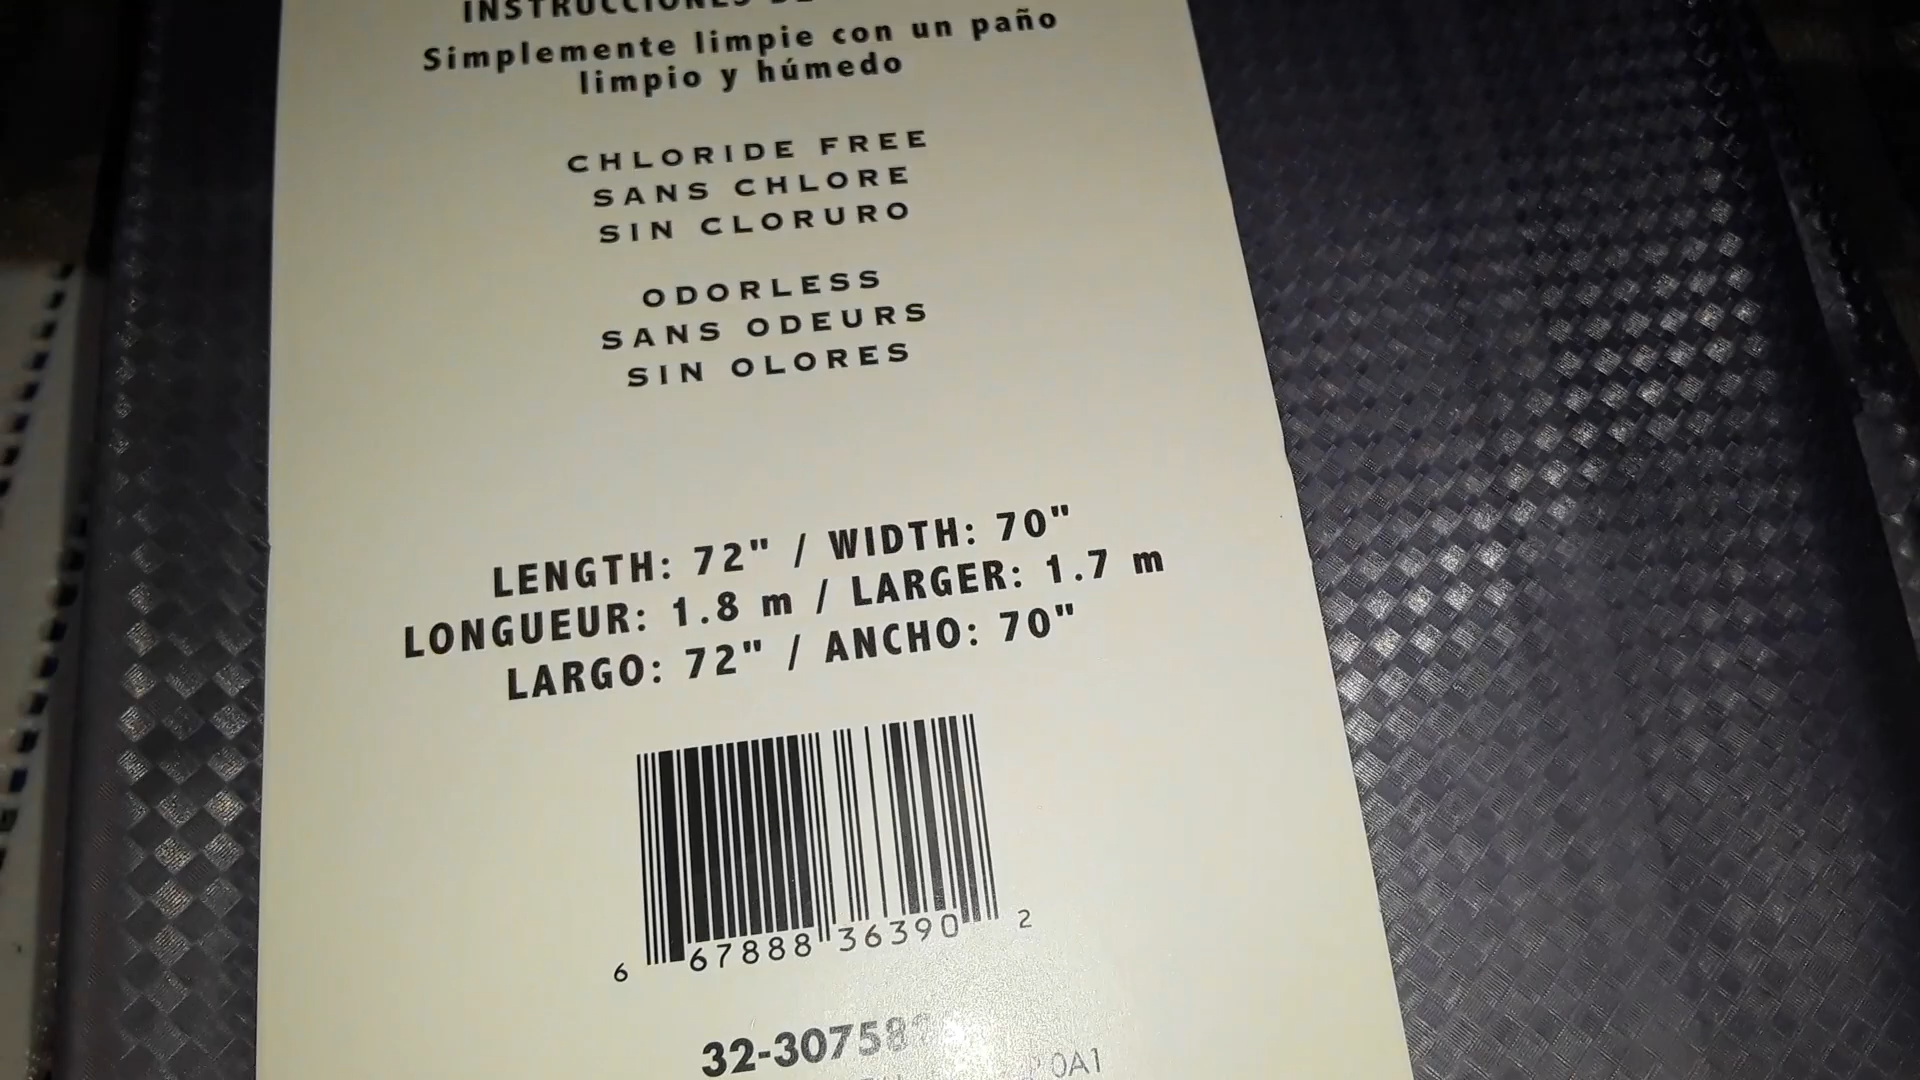 INSTRUCCIONES
Simplemente limpie con un paño
limpio y húmedo
CHLORIDE FREE
SANS CHLORE
SIN CLORURO
ODORLESS
SANS ODEURS
SIN OLORES
LENGTH: 72" / WIDTH: 70"
LONGUEUR: 1.8 m / LARGER: 1.7 m
LARGO: 72" / ANCHO: 70"
6 67888 36390 2